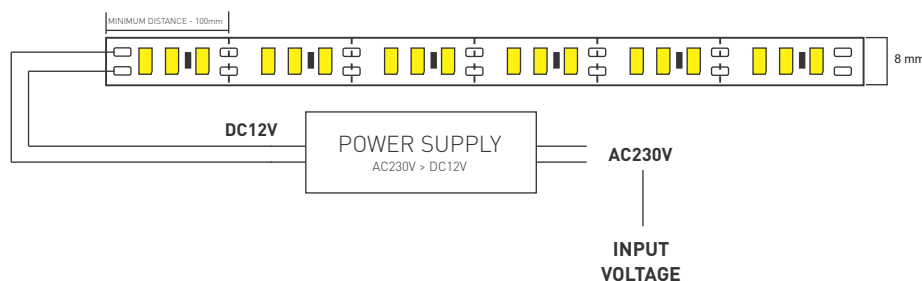 MINIMUM DISTANCE - 100mm
8 mm
DC12V
POWER SUPPLY
AC230V > DC12V
AC230V
INPUT
VOLTAGE